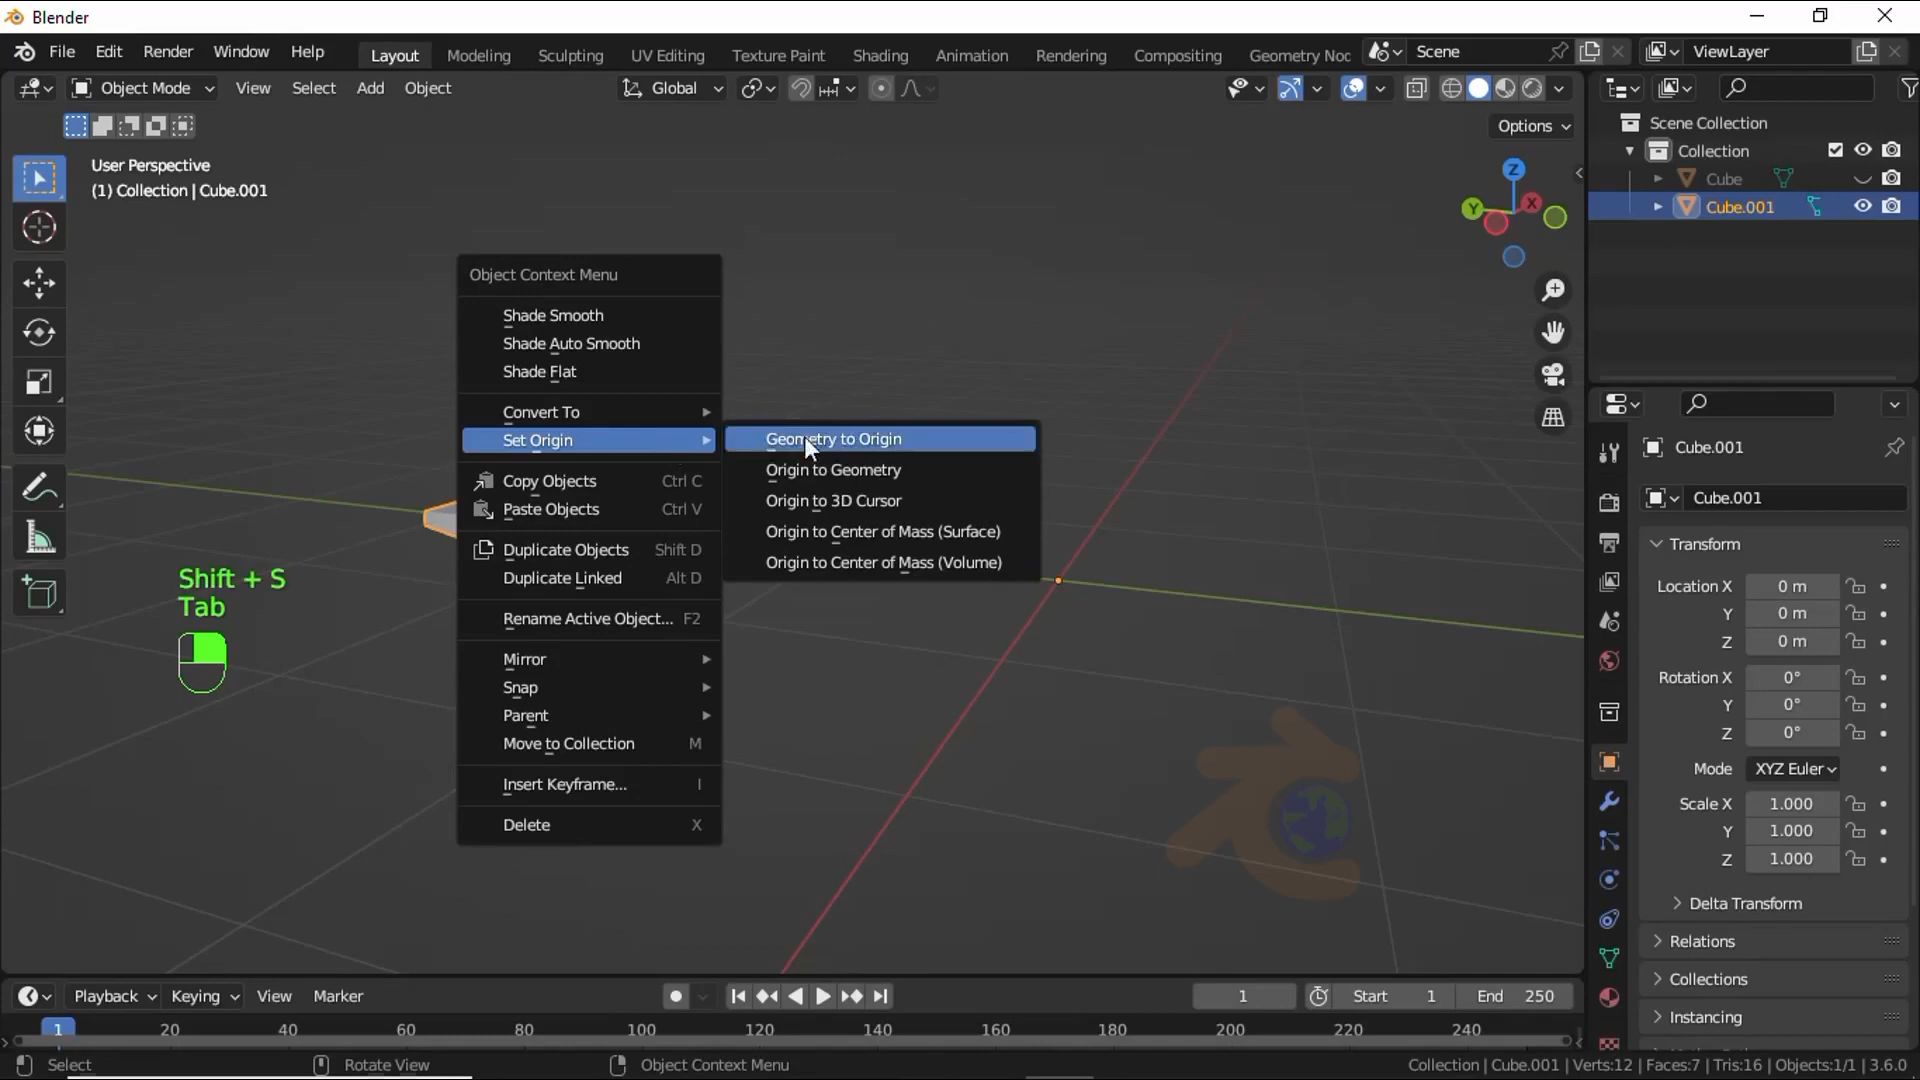 Blender
File Edit Render Window Help
Layout Modeling Sculpting UV Editing Texture Paint Shading Animation Rendering Compositing Geometry Noc
Scene
ViewLayer
Object Mode View Select Add Object
Global
Options
User Perspective
(1) Collection | Cube.001
Z
Y
X
Scene Collection
Collection
Cube
Cube.001
Object Context Menu
Shade Smooth
Shade Auto Smooth
Shade Flat
Convert To
Set Origin
Copy Objects Ctrl C
Paste Objects Ctrl V
Duplicate Objects Shift D
Duplicate Linked Alt D
Rename Active Object... F2
Mirror
Snap
Parent
Move to Collection M
Insert Keyframe... I
Delete X
Geometry to Origin
Origin to Geometry
Origin to 3D Cursor
Origin to Center of Mass (Surface)
Origin to Center of Mass (Volume)
Shift + S
Tab
Cube.001
Cube.001
Transform
Location X 0 m
Y 0 m
Z 0 m
Rotation X 0°
Y 0°
Z 0°
Mode XYZ Euler
Scale X 1.000
Y 1.000
Z 1.000
Delta Transform
Relations
Collections
Instancing
Playback Keying View Marker
1 Start 1 End 250
1 20 40 60 80 100 120 140 160 180 200 220 240
Select Rotate View Object Context Menu
Collection | Cube.001 | Verts:12 | Faces:7 | Tris:16 | Objects:1/1 | 3.6.0